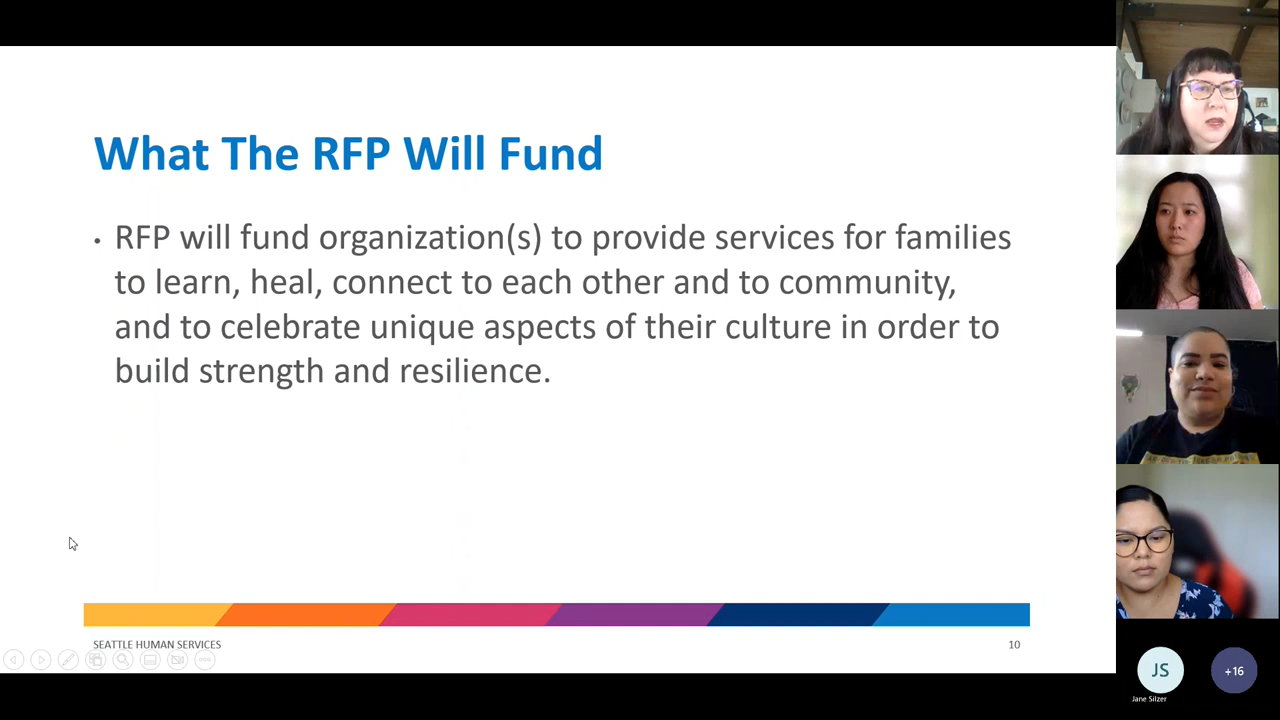 What The RFP Will Fund
• RFP will fund organization(s) to provide services for families
to learn, heal, connect to each other and to community,
and to celebrate unique aspects of their culture in order to
build strength and resilience.
SEATTLE HUMAN SERVICES
10
JS
+16
Jane Silzer